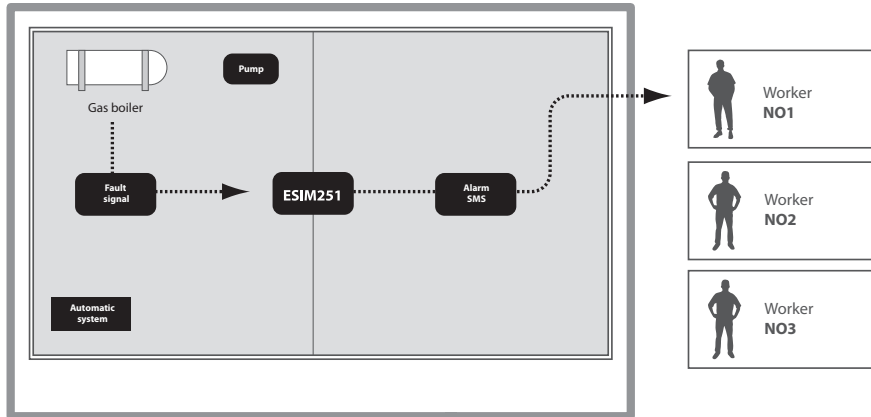 Pump
Gas boiler
Fault
signal
ESIM251
Alarm
SMS
Automatic
system
Worker
NO1
Worker
NO2
Worker
NO3